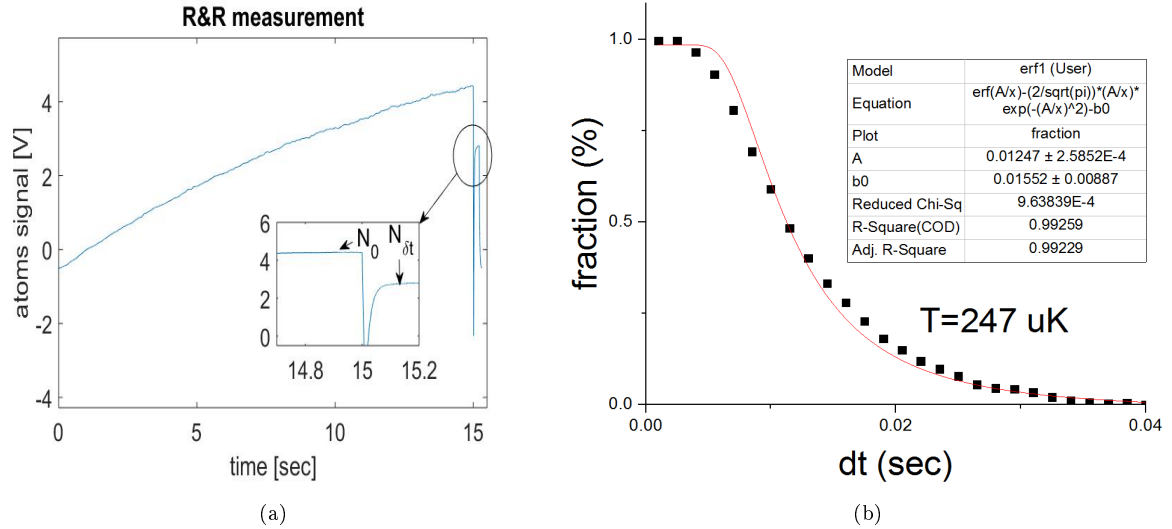 R&R measurement
atoms signal [V]
4
2
0
-2
-4
0
5
10
15
time [sec]
6
4
2
0
14.8
15
15.2
N0
Nδt
(a)
fraction (%)
1.0
0.5
0.0
0.00
0.02
0.04
dt (sec)
Model erf1 (User)
Equation erf(A/x)-(2/sqrt(pi))*(A/x)*
exp(-(A/x)^2)-b0
Plot fraction
A 0.01247 ± 2.5852E-4
b0 0.01552 ± 0.00887
Reduced Chi-Sq 9.63839E-4
R-Square(COD) 0.99259
Adj. R-Square 0.99229
T=247 uK
(b)